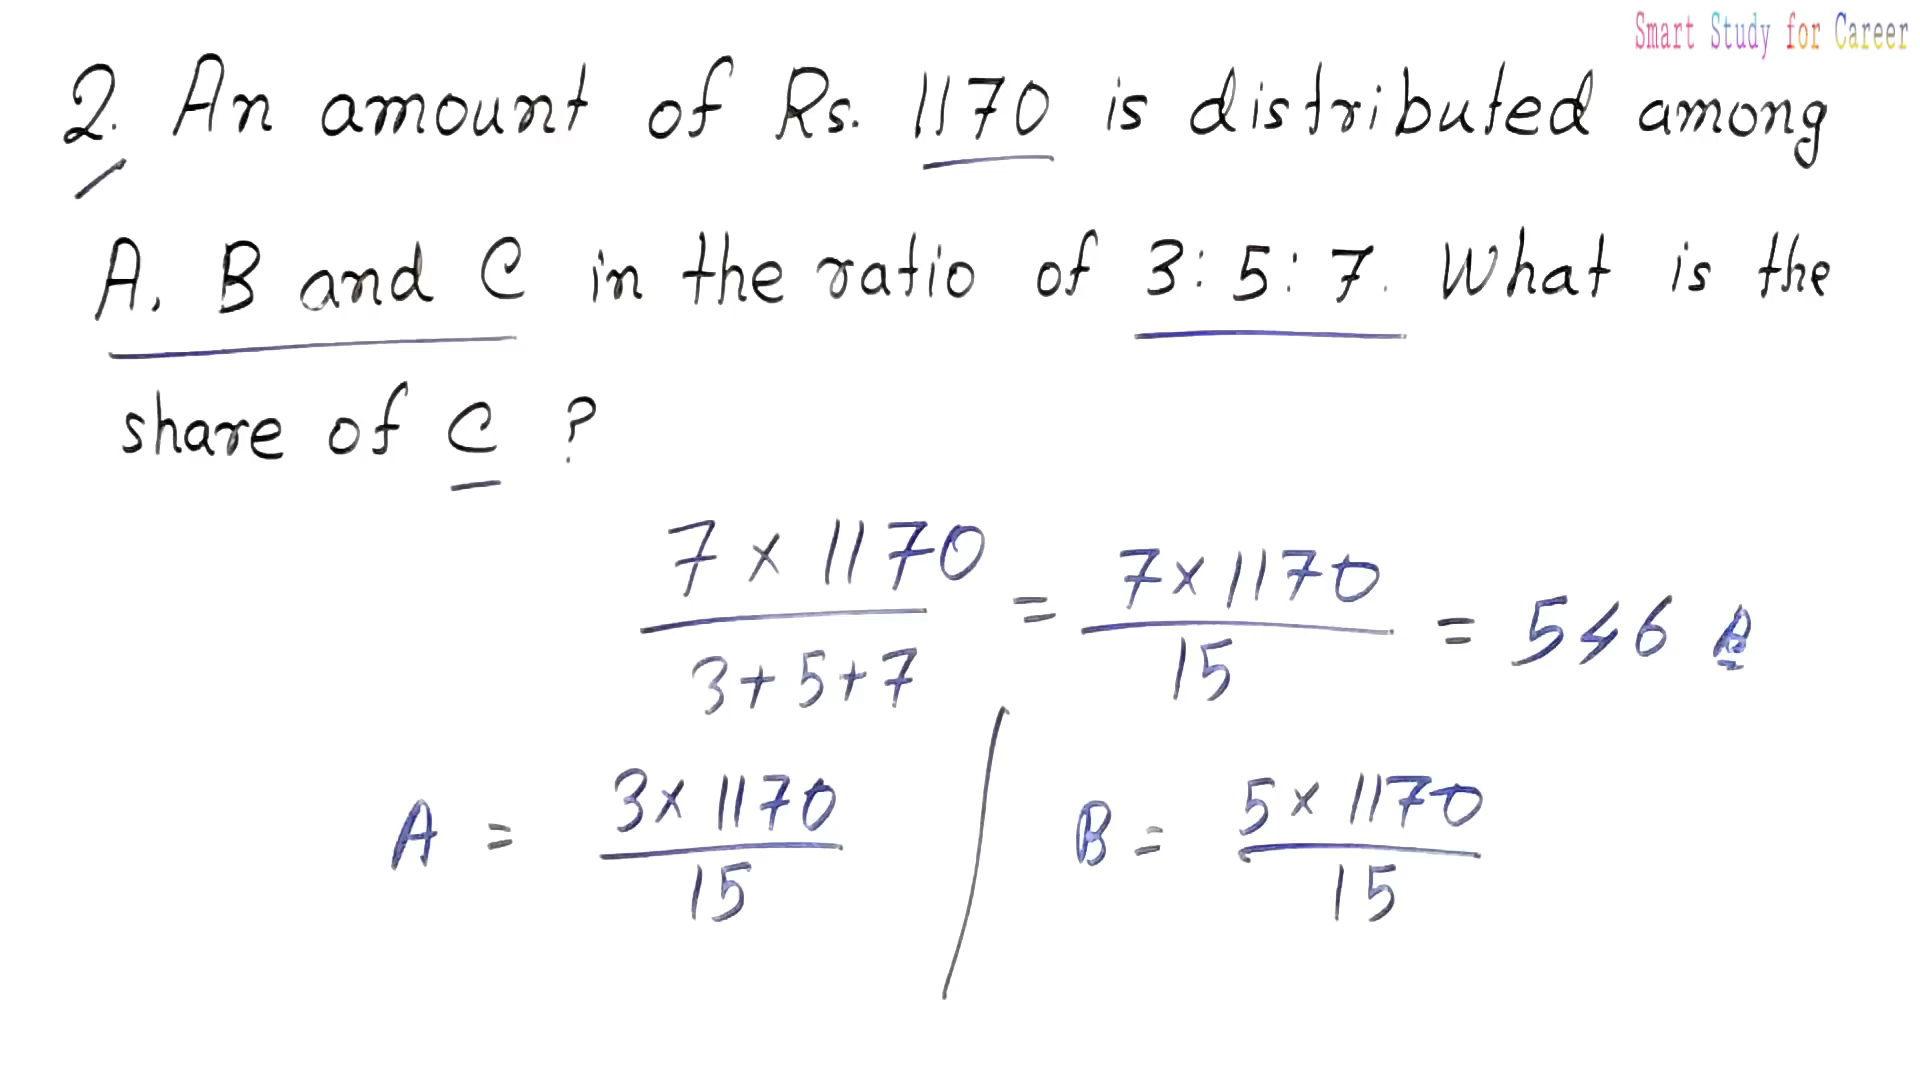 Smart Study for Career
2. An amount of Rs. 1170 is distributed among
A, B and C in the ratio of 3:5:7. What is the
share of C ?
7 × 1170 / 3+5+7 = 7×1170 / 15 = 546 Rs
A = 3× 1170 / 15
B = 5× 1170 / 15